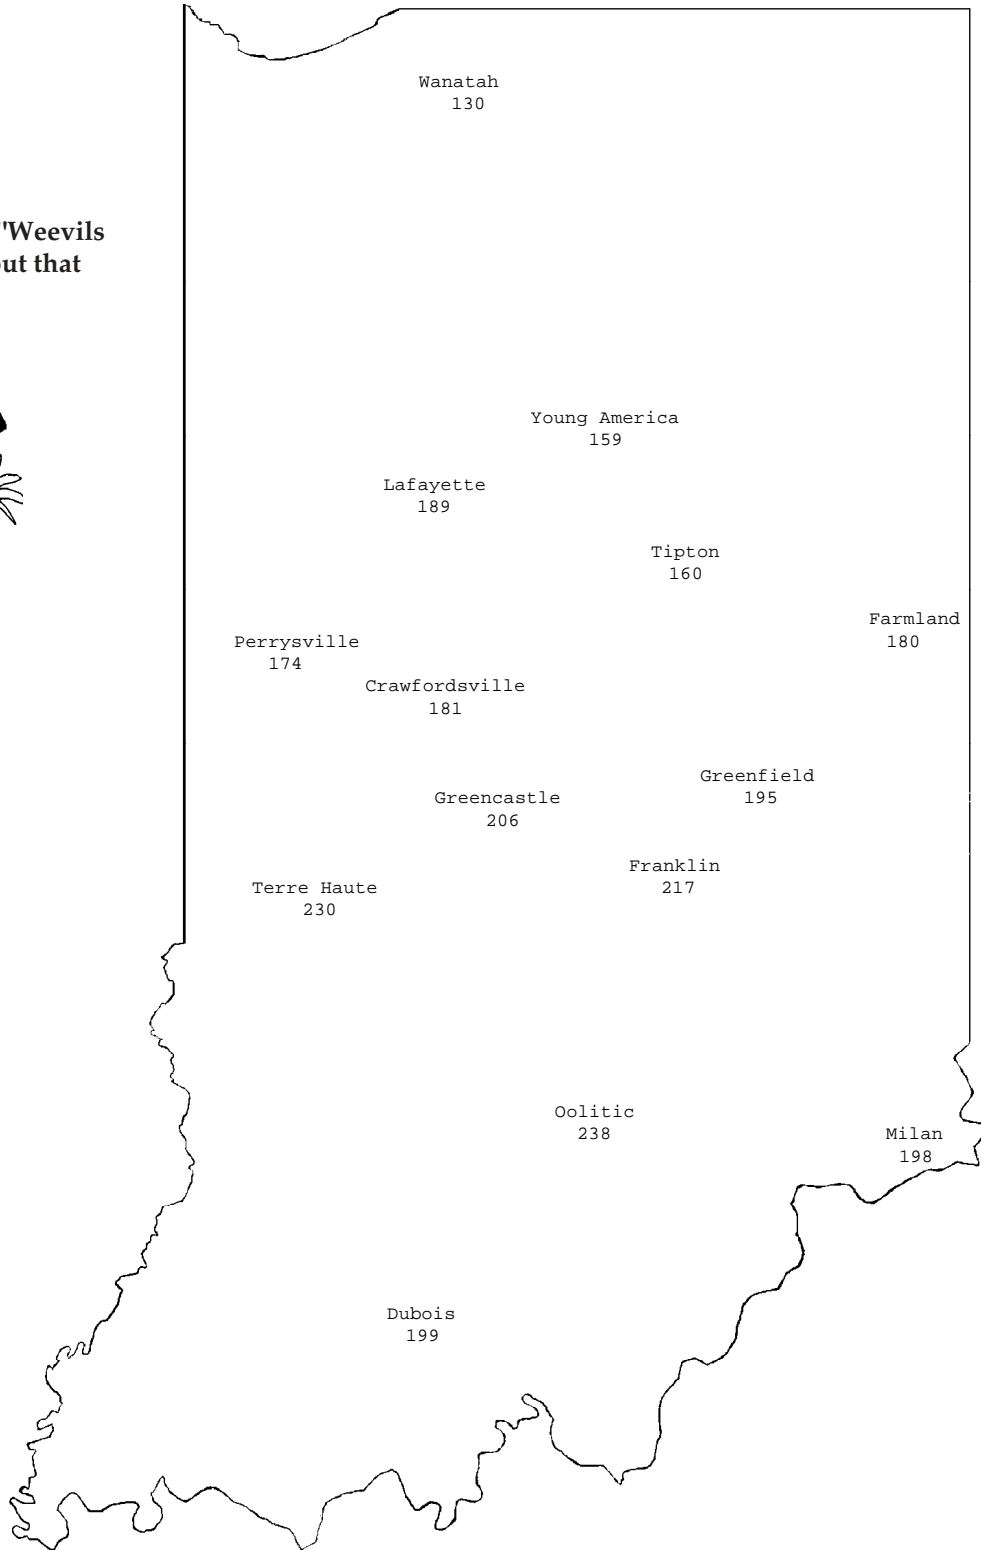 Wanatah
130
"Weevils
out that
Young America
159
Lafayette
189
Tipton
160
Farmland
180
Perrysville
174
Crawfordsville
181
Greenfield
195
Greencastle
206
Franklin
217
Terre Haute
230
Oolitic
238
Milan
198
Dubois
199